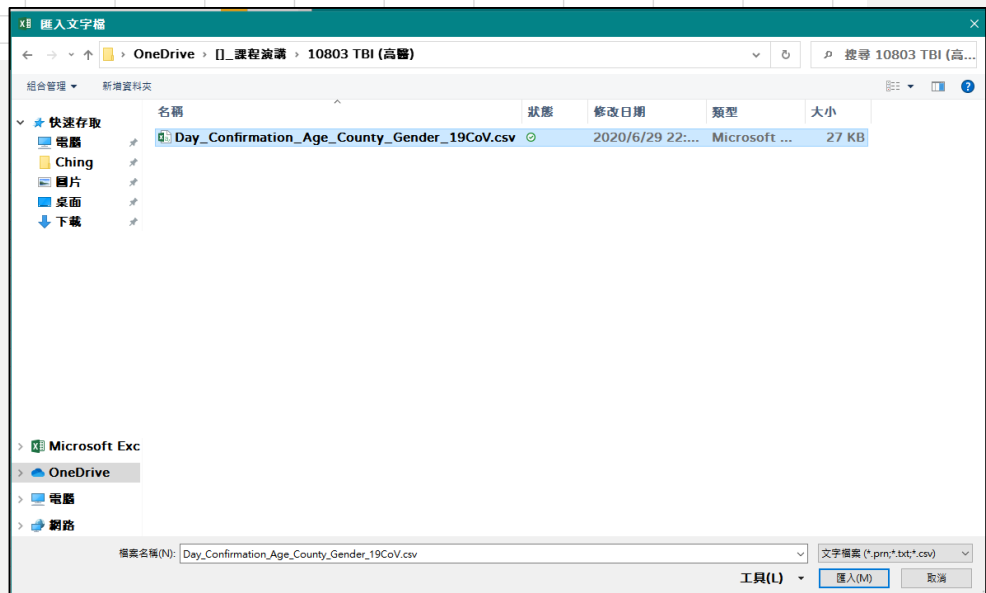 匯入文字檔
OneDrive › []_課程演講 › 10803 TBI (高醫)
搜尋 10803 TBI (高...
組合管理 新增資料夾
名稱 狀態 修改日期 類型 大小
快速存取
Day_Confirmation_Age_County_Gender_19CoV.csv 2020/6/29 22:... Microsoft ... 27 KB
電腦
Ching
圖片
桌面
下載
Microsoft Exc
OneDrive
電腦
網路
檔案名稱(N): Day_Confirmation_Age_County_Gender_19CoV.csv 文字檔案 (*.prn;*.txt;*.csv)
工具(L) 匯入(M) 取消